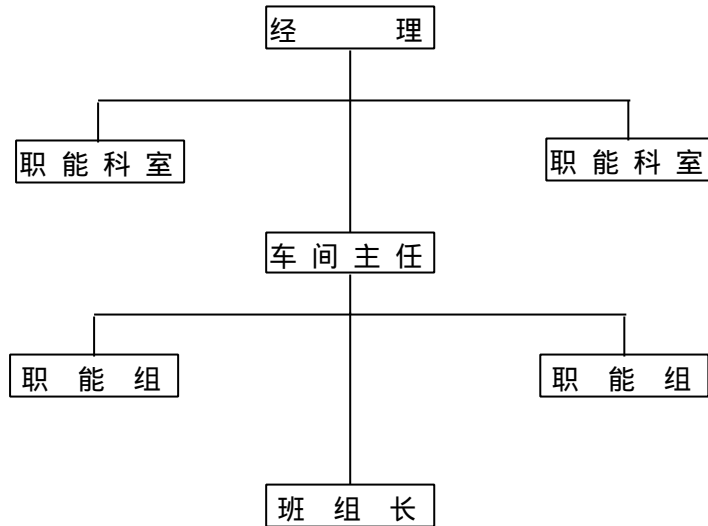 经 理
职 能 科 室
职 能 科 室
车 间 主 任
职 能 组
职 能 组
班 组 长